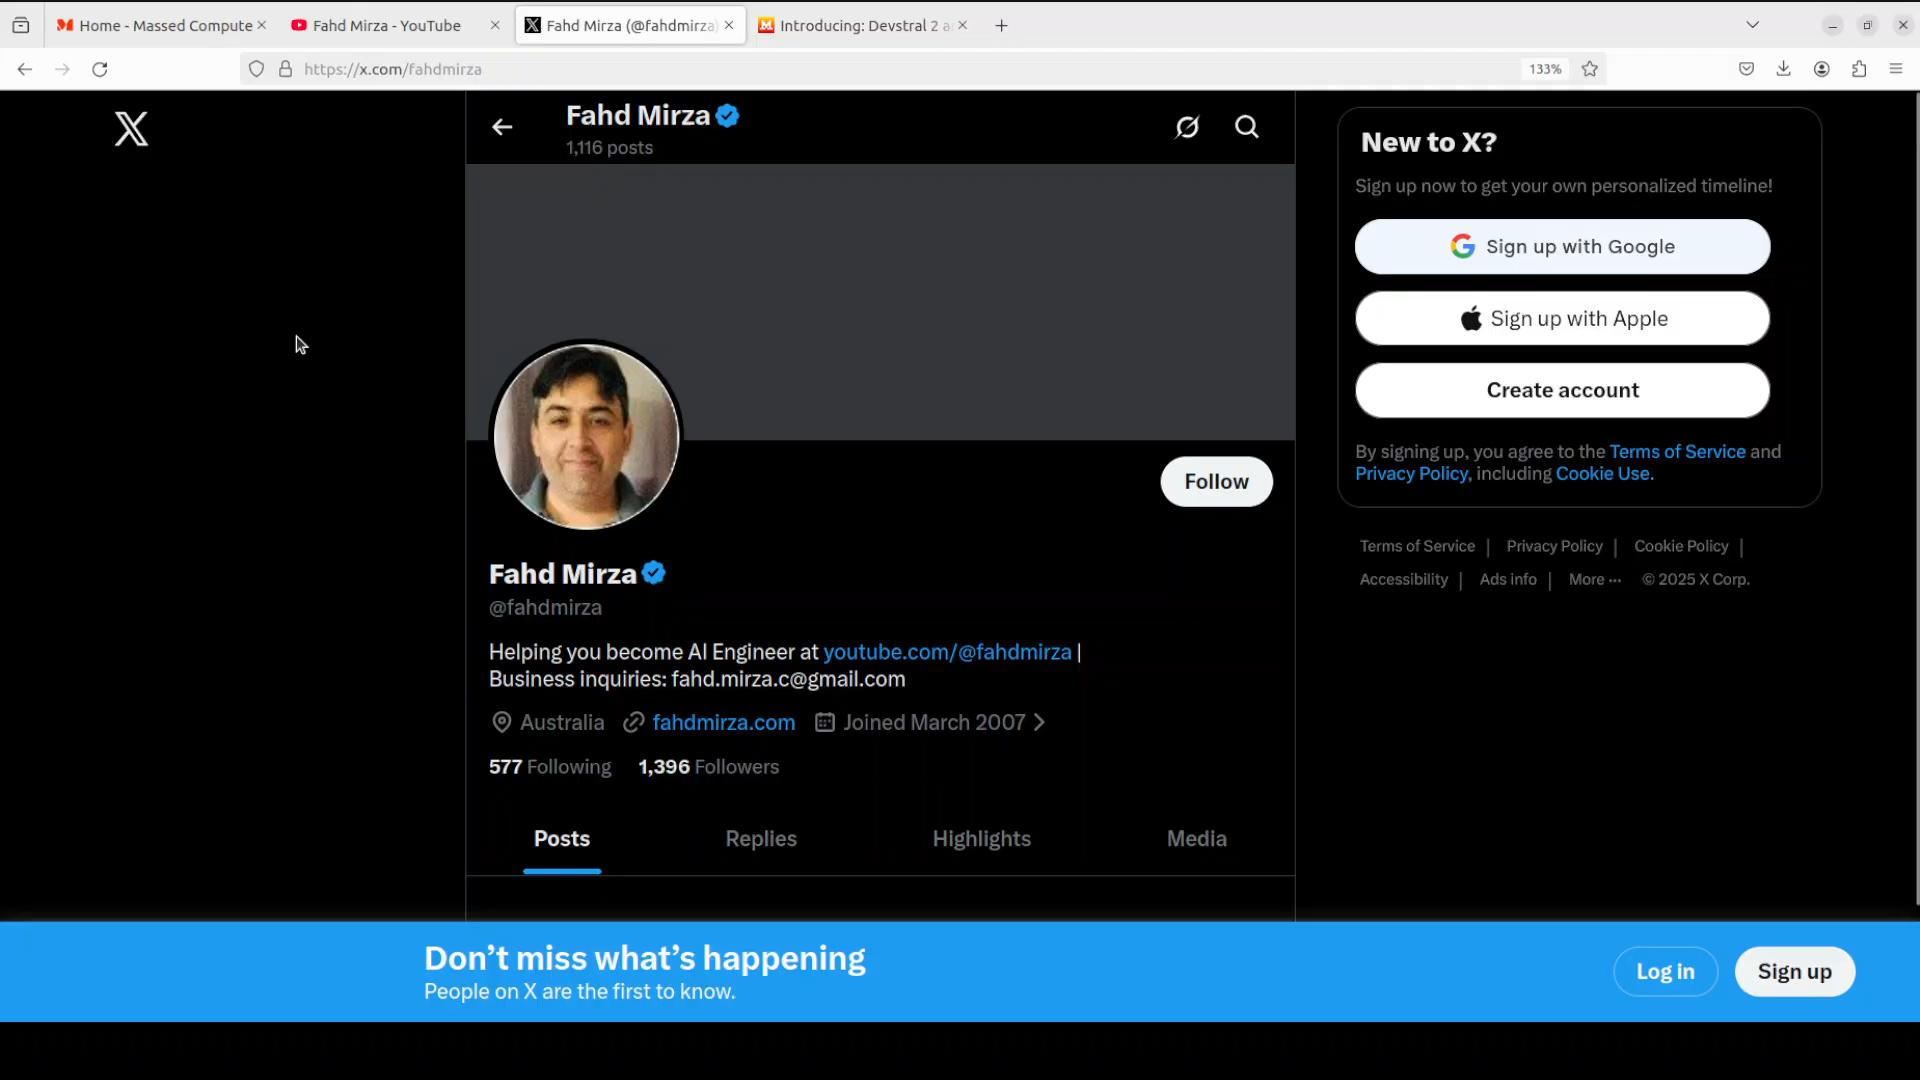 Home - Massed Compute
Fahd Mirza - YouTube
Fahd Mirza (@fahdmirza)
Introducing: Devstral 2 a
https://x.com/fahdmirza
133%
Fahd Mirza
1,116 posts
Follow
Fahd Mirza
@fahdmirza
Helping you become AI Engineer at youtube.com/@fahdmirza |
Business inquiries: fahd.mirza.c@gmail.com
Australia fahdmirza.com Joined March 2007
577 Following 1,396 Followers
Posts Replies Highlights Media
New to X?
Sign up now to get your own personalized timeline!
Sign up with Google
Sign up with Apple
Create account
By signing up, you agree to the Terms of Service and
Privacy Policy, including Cookie Use.
Terms of Service | Privacy Policy | Cookie Policy |
Accessibility | Ads info | More ··· © 2025 X Corp.
Don’t miss what’s happening
People on X are the first to know.
Log in
Sign up